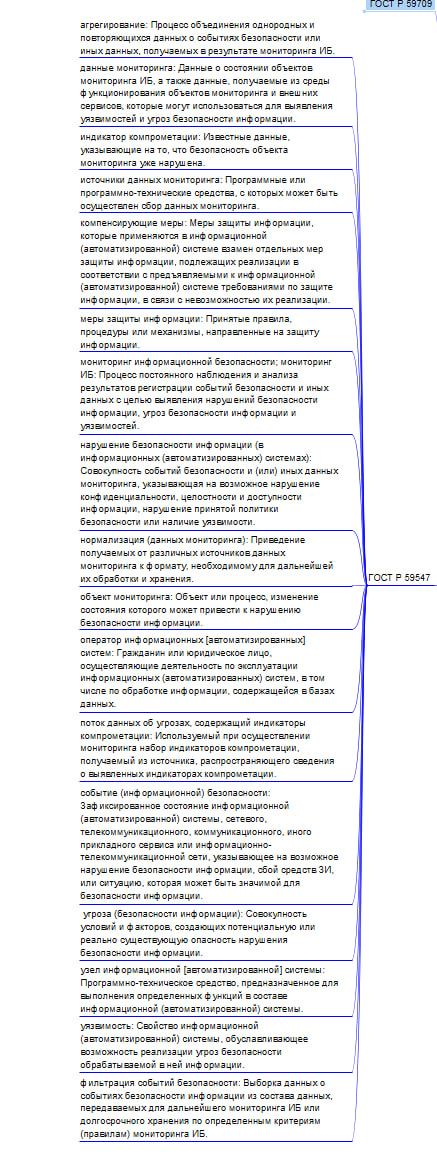 ГОСТ Р 59709
агрегирование: Процесс объединения однородных и
повторяющихся данных о событиях безопасности или
иных данных, получаемых в результате мониторинга ИБ.
данные мониторинга: Данные о состоянии объектов
мониторинга ИБ, а также данные, получаемые из среды
функционирования объектов мониторинга и внешних
сервисов, которые могут использоваться для выявления
уязвимостей и угроз безопасности информации.
индикатор компрометации: Известные данные,
указывающие на то, что безопасность объекта
мониторинга уже нарушена.
источники данных мониторинга: Программные или
программно-технические средства, с которых может быть
осуществлен сбор данных мониторинга.
компенсирующие меры: Меры защиты информации,
которые применяются в информационной
(автоматизированной) системе взамен отдельных мер
защиты информации, подлежащих реализации в
соответствии с предъявляемыми к информационной
(автоматизированной) системе требованиями по защите
информации, в связи с невозможностью их реализации.
меры защиты информации: Принятые правила,
процедуры или механизмы, направленные на защиту
информации.
мониторинг информационной безопасности; мониторинг
ИБ: Процесс постоянного наблюдения и анализа
результатов регистрации событий безопасности и иных
данных с целью выявления нарушений безопасности
информации, угроз безопасности информации и
уязвимостей.
нарушение безопасности информации (в
информационных (автоматизированных) системах):
Совокупность событий безопасности и (или) иных данных
мониторинга, указывающая на возможное нарушение
конфиденциальности, целостности и доступности
информации, нарушение принятой политики
безопасности или наличие уязвимости.
нормализация (данных мониторинга): Приведение
получаемых от различных источников данных
мониторинга к формату, необходимому для дальнейшей
их обработки и хранения.
ГОСТ Р 59547
объект мониторинга: Объект или процесс, изменение
состояния которого может привести к нарушению
безопасности информации.
оператор информационных [автоматизированных]
систем: Гражданин или юридическое лицо,
осуществляющие деятельность по эксплуатации
информационных (автоматизированных) систем, в том
числе по обработке информации, содержащейся в базах
данных.
поток данных об угрозах, содержащий индикаторы
компрометации: Используемый при осуществлении
мониторинга набор индикаторов компрометации,
получаемый из источника, распространяющего сведения
о выявленных индикаторах компрометации.
событие (информационной) безопасности:
Зафиксированное состояние информационной
(автоматизированной) системы, сетевого,
телекоммуникационного, коммуникационного, иного
прикладного сервиса или информационно-
телекоммуникационной сети, указывающее на возможное
нарушение безопасности информации, сбой средств ЗИ,
или ситуацию, которая может быть значимой для
безопасности информации.
угроза (безопасности информации): Совокупность
условий и факторов, создающих потенциальную или
реально существующую опасность нарушения
безопасности информации.
узел информационной [автоматизированной] системы:
Программно-техническое средство, предназначенное для
выполнения определенных функций в составе
информационной (автоматизированной) системы.
уязвимость: Свойство информационной
(автоматизированной) системы, обуславливающее
возможность реализации угроз безопасности
обрабатываемой в ней информации.
фильтрация событий безопасности: Выборка данных о
событиях безопасности информации из состава данных,
передаваемых для дальнейшего мониторинга ИБ или
долгосрочного хранения по определенным критериям
(правилам) мониторинга ИБ.